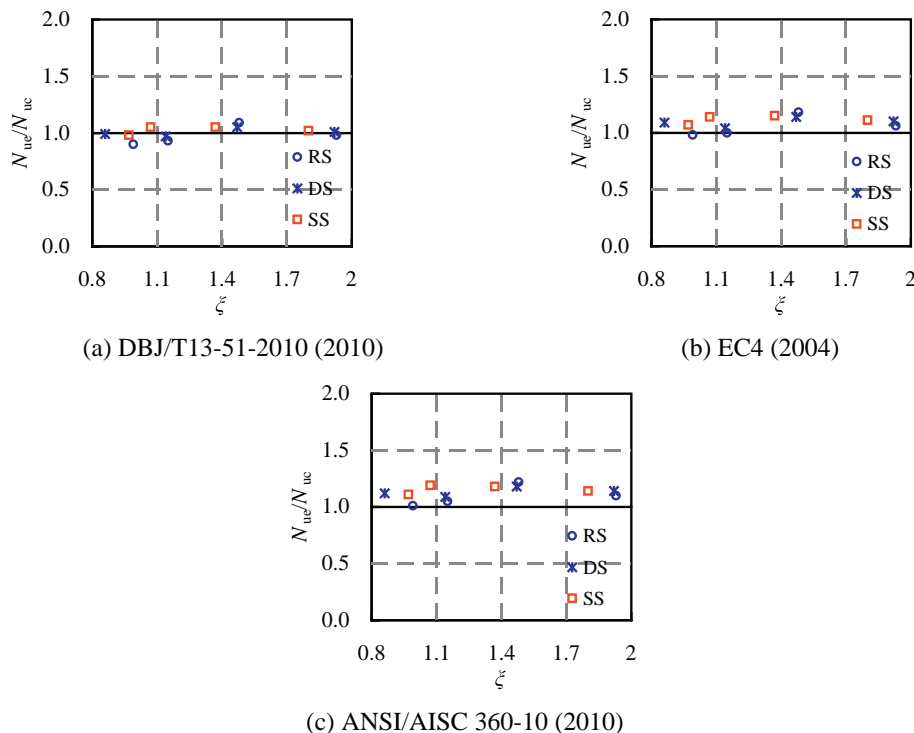 2.0
1.5
1.0
0.5
0.0
N_ue/N_uc
RS
DS
SS
0.8 1.1 1.4 1.7 2
ξ
(a) DBJ/T13-51-2010 (2010)
2.0
1.5
1.0
0.5
0.0
N_ue/N_uc
RS
DS
SS
0.8 1.1 1.4 1.7 2
ξ
(b) EC4 (2004)
2.0
1.5
1.0
0.5
0.0
N_ue/N_uc
RS
DS
SS
0.8 1.1 1.4 1.7 2
ξ
(c) ANSI/AISC 360-10 (2010)